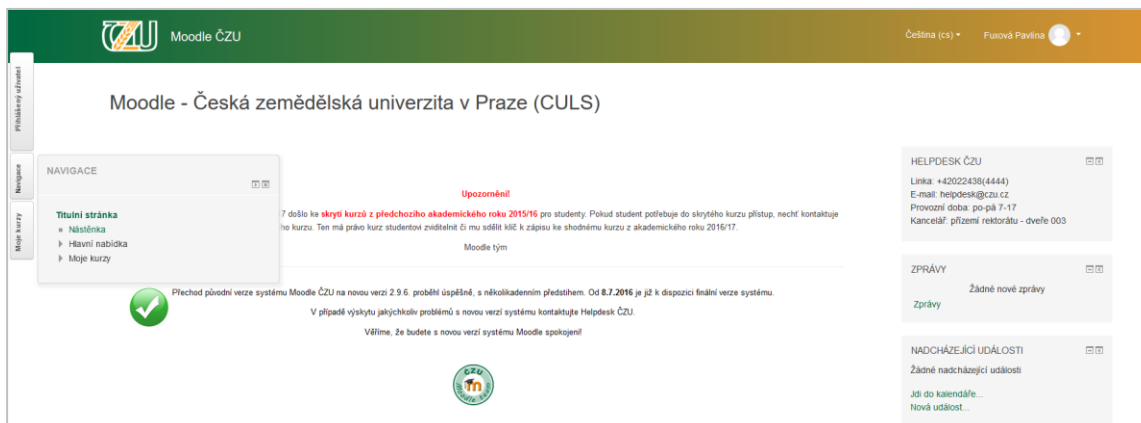 ČZU
Moodle ČZU
Čeština (cs)
Fuxová Pavlína
Přihlášený uživatel
Navigace
Moje kurzy
Moodle - Česká zemědělská univerzita v Praze (CULS)
NAVIGACE
Titulní stránka
Nástěnka
Hlavní nabídka
Moje kurzy
Upozornění!
7 došlo ke skrytí kurzů z předchozího akademického roku 2015/16 pro studenty. Pokud student potřebuje do skrytého kurzu přístup, nechť kontaktuje
ho kurzu. Ten má právo kurz studentovi zviditelnit či mu sdělit klíč k zápisu ke shodnému kurzu z akademického roku 2016/17.
Moodle tým
Přechod původní verze systému Moodle ČZU na novou verzi 2.9.6. proběhl úspěšně, s několikadenním předstihem. Od 8.7.2016 je již k dispozici finální verze systému.
V případě výskytu jakýchkoliv problémů s novou verzí systému kontaktujte Helpdesk ČZU.
Věříme, že budete s novou verzí systému Moodle spokojeni!
ČZU
m
moodle team
HELPDESK ČZU
Linka: +42022438(4444)
E-mail: helpdesk@czu.cz
Provozní doba: po-pá 7-17
Kancelář: přízemí rektorátu - dveře 003
ZPRÁVY
Žádné nové zprávy
Zprávy
NADCHÁZEJÍCÍ UDÁLOSTI
Žádné nadcházející události
Jdi do kalendáře...
Nová událost...